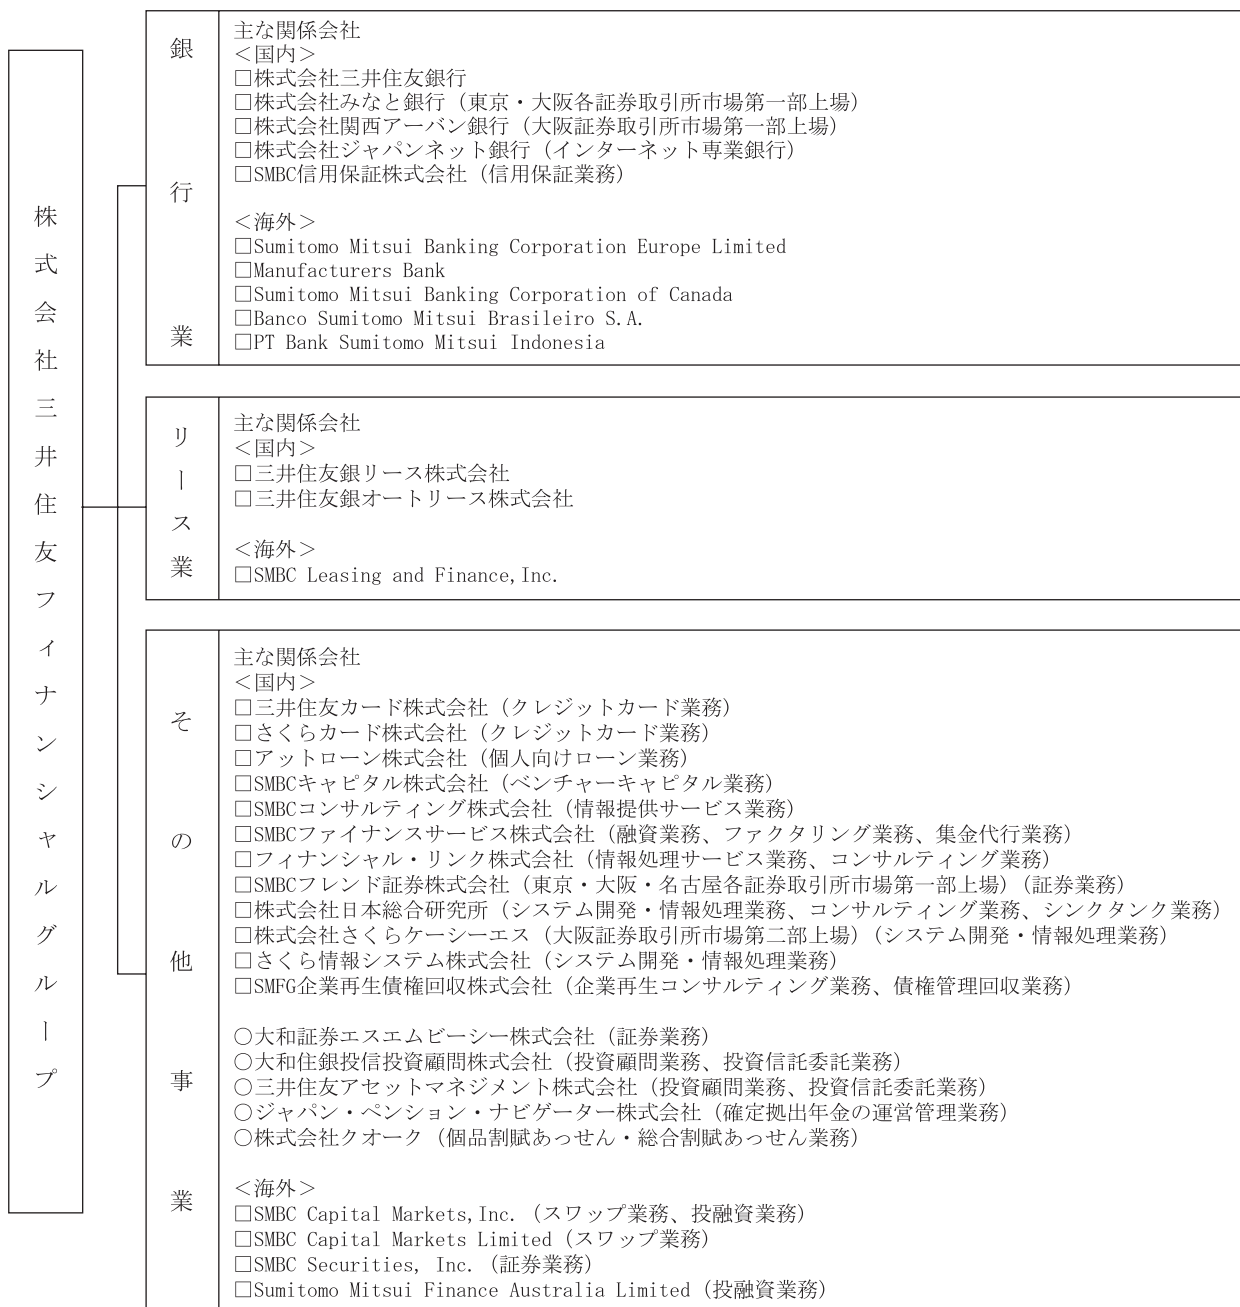 株式会社三井住友フィナンシャルグループ
銀行業
主な関係会社
＜国内＞
□株式会社三井住友銀行
□株式会社みなと銀行（東京・大阪各証券取引所市場第一部上場）
□株式会社関西アーバン銀行（大阪証券取引所市場第一部上場）
□株式会社ジャパンネット銀行（インターネット専業銀行）
□SMBC信用保証株式会社（信用保証業務）
＜海外＞
□Sumitomo Mitsui Banking Corporation Europe Limited
□Manufacturers Bank
□Sumitomo Mitsui Banking Corporation of Canada
□Banco Sumitomo Mitsui Brasileiro S.A.
□PT Bank Sumitomo Mitsui Indonesia
リース業
主な関係会社
＜国内＞
□三井住友銀リース株式会社
□三井住友銀オートリース株式会社
＜海外＞
□SMBC Leasing and Finance,Inc.
その他事業
主な関係会社
＜国内＞
□三井住友カード株式会社（クレジットカード業務）
□さくらカード株式会社（クレジットカード業務）
□アットローン株式会社（個人向けローン業務）
□SMBCキャピタル株式会社（ベンチャーキャピタル業務）
□SMBCコンサルティング株式会社（情報提供サービス業務）
□SMBCファイナンスサービス株式会社（融資業務、ファクタリング業務、集金代行業務）
□フィナンシャル・リンク株式会社（情報処理サービス業務、コンサルティング業務）
□SMBCフレンド証券株式会社（東京・大阪・名古屋各証券取引所市場第一部上場）（証券業務）
□株式会社日本総合研究所（システム開発・情報処理業務、コンサルティング業務、シンクタンク業務）
□株式会社さくらケーシーエス（大阪証券取引所市場第二部上場）（システム開発・情報処理業務）
□さくら情報システム株式会社（システム開発・情報処理業務）
□SMFG企業再生債権回収株式会社（企業再生コンサルティング業務、債権管理回収業務）
○大和証券エスエムビーシー株式会社（証券業務）
○大和住銀投信投資顧問株式会社（投資顧問業務、投資信託委託業務）
○三井住友アセットマネジメント株式会社（投資顧問業務、投資信託委託業務）
○ジャパン・ペンション・ナビゲーター株式会社（確定拠出年金の運営管理業務）
○株式会社クオーク（個品割賦あっせん・総合割賦あっせん業務）
＜海外＞
□SMBC Capital Markets,Inc.（スワップ業務、投融資業務）
□SMBC Capital Markets Limited（スワップ業務）
□SMBC Securities, Inc.（証券業務）
□Sumitomo Mitsui Finance Australia Limited（投融資業務）